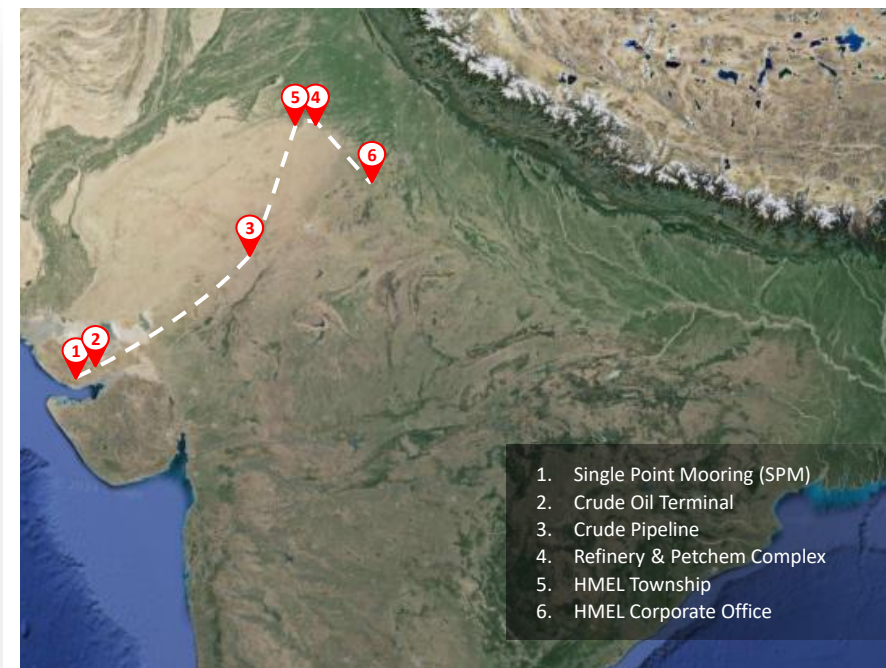 5
4
6
3
2
1
1. Single Point Mooring (SPM)
2. Crude Oil Terminal
3. Crude Pipeline
4. Refinery & Petchem Complex
5. HMEL Township
6. HMEL Corporate Office